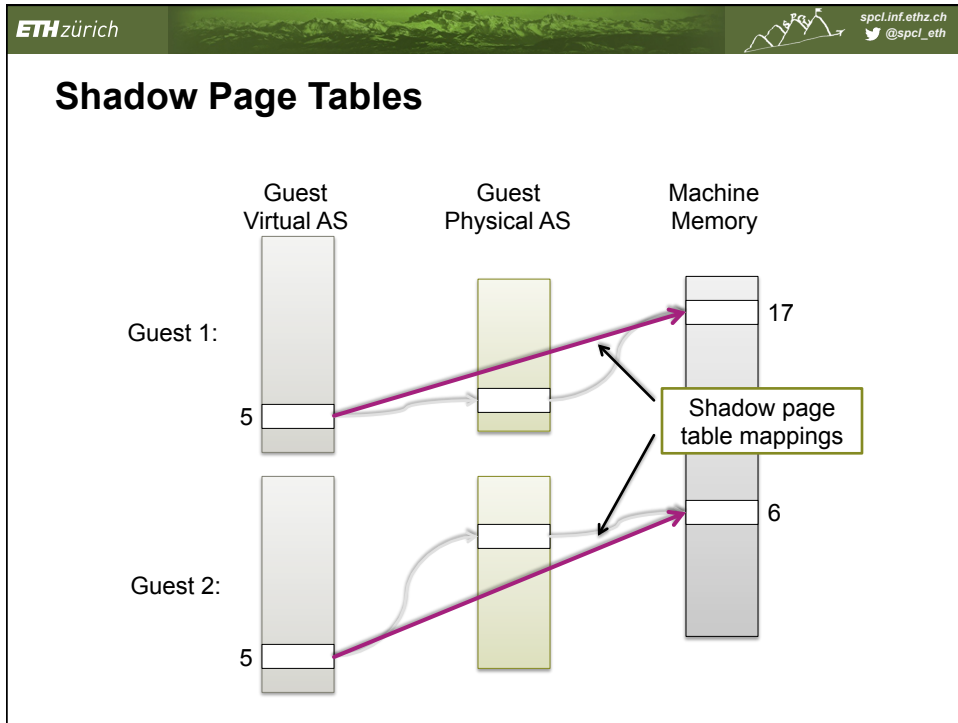 ETH zürich
spcl.inf.ethz.ch
@spcl_eth
Shadow Page Tables
Guest
Virtual AS
Guest
Physical AS
Machine
Memory
Guest 1:
17
5
Shadow page
table mappings
6
Guest 2:
5